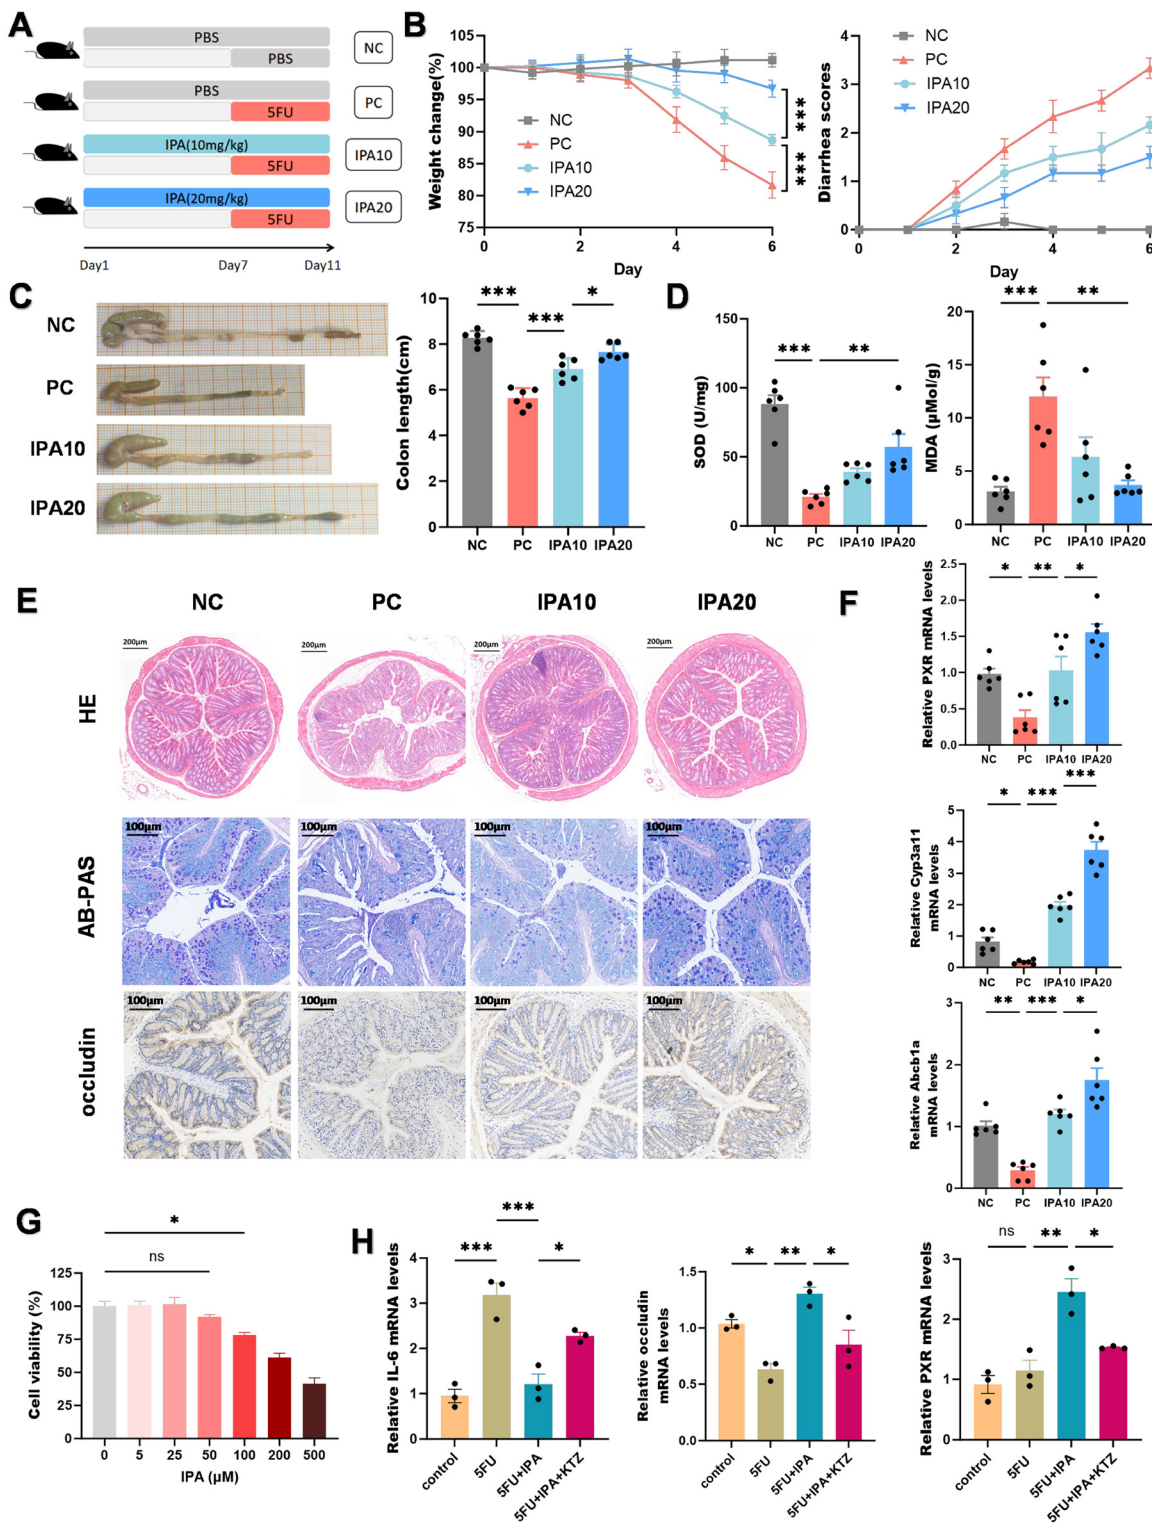 A
PBS
PBS
NC
PBS
5FU
PC
IPA(10mg/kg)
5FU
IPA10
IPA(20mg/kg)
5FU
IPA20
Day1
Day7
Day11
B
Weight change(%)
105
100
95
90
85
80
75
NC
PC
IPA10
IPA20
***
***
0
2
4
6
Day
Diarrhea scores
4
3
2
1
0
NC
PC
IPA10
IPA20
0
2
4
6
Day
C
NC
PC
IPA10
IPA20
Colon length(cm)
10
8
6
4
2
0
***
***
*
NC
PC
IPA10
IPA20
D
SOD (U/mg)
150
100
50
0
***
**
NC
PC
IPA10
IPA20
MDA (μMol/g)
20
15
10
5
0
***
**
NC
PC
IPA10
IPA20
E
NC
PC
IPA10
IPA20
HE
200μm
200μm
200μm
200μm
AB-PAS
100μm
100μm
100μm
100μm
occludin
100μm
100μm
100μm
100μm
F
Relative PXR mRNA levels
2.5
2.0
1.5
1.0
0.5
0.0
*
**
*
NC
PC
IPA10
IPA20
Relative Cyp3a11
mRNA levels
5
4
3
2
1
0
*
***
***
NC
PC
IPA10
IPA20
Relative Abcb1a
mRNA levels
3
2
1
0
**
***
*
NC
PC
IPA10
IPA20
G
Cell viability (%)
125
100
75
50
25
0
*
ns
0
5
25
50
100
200
500
IPA (μM)
H
Relative IL-6 mRNA levels
4
3
2
1
0
***
***
*
control
5FU
5FU+IPA
5FU+IPA+KTZ
Relative occludin
mRNA levels
1.5
1.0
0.5
0.0
*
**
*
control
5FU
5FU+IPA
5FU+IPA+KTZ
Relative PXR mRNA levels
3
2
1
0
ns
**
*
control
5FU
5FU+IPA
5FU+IPA+KTZ